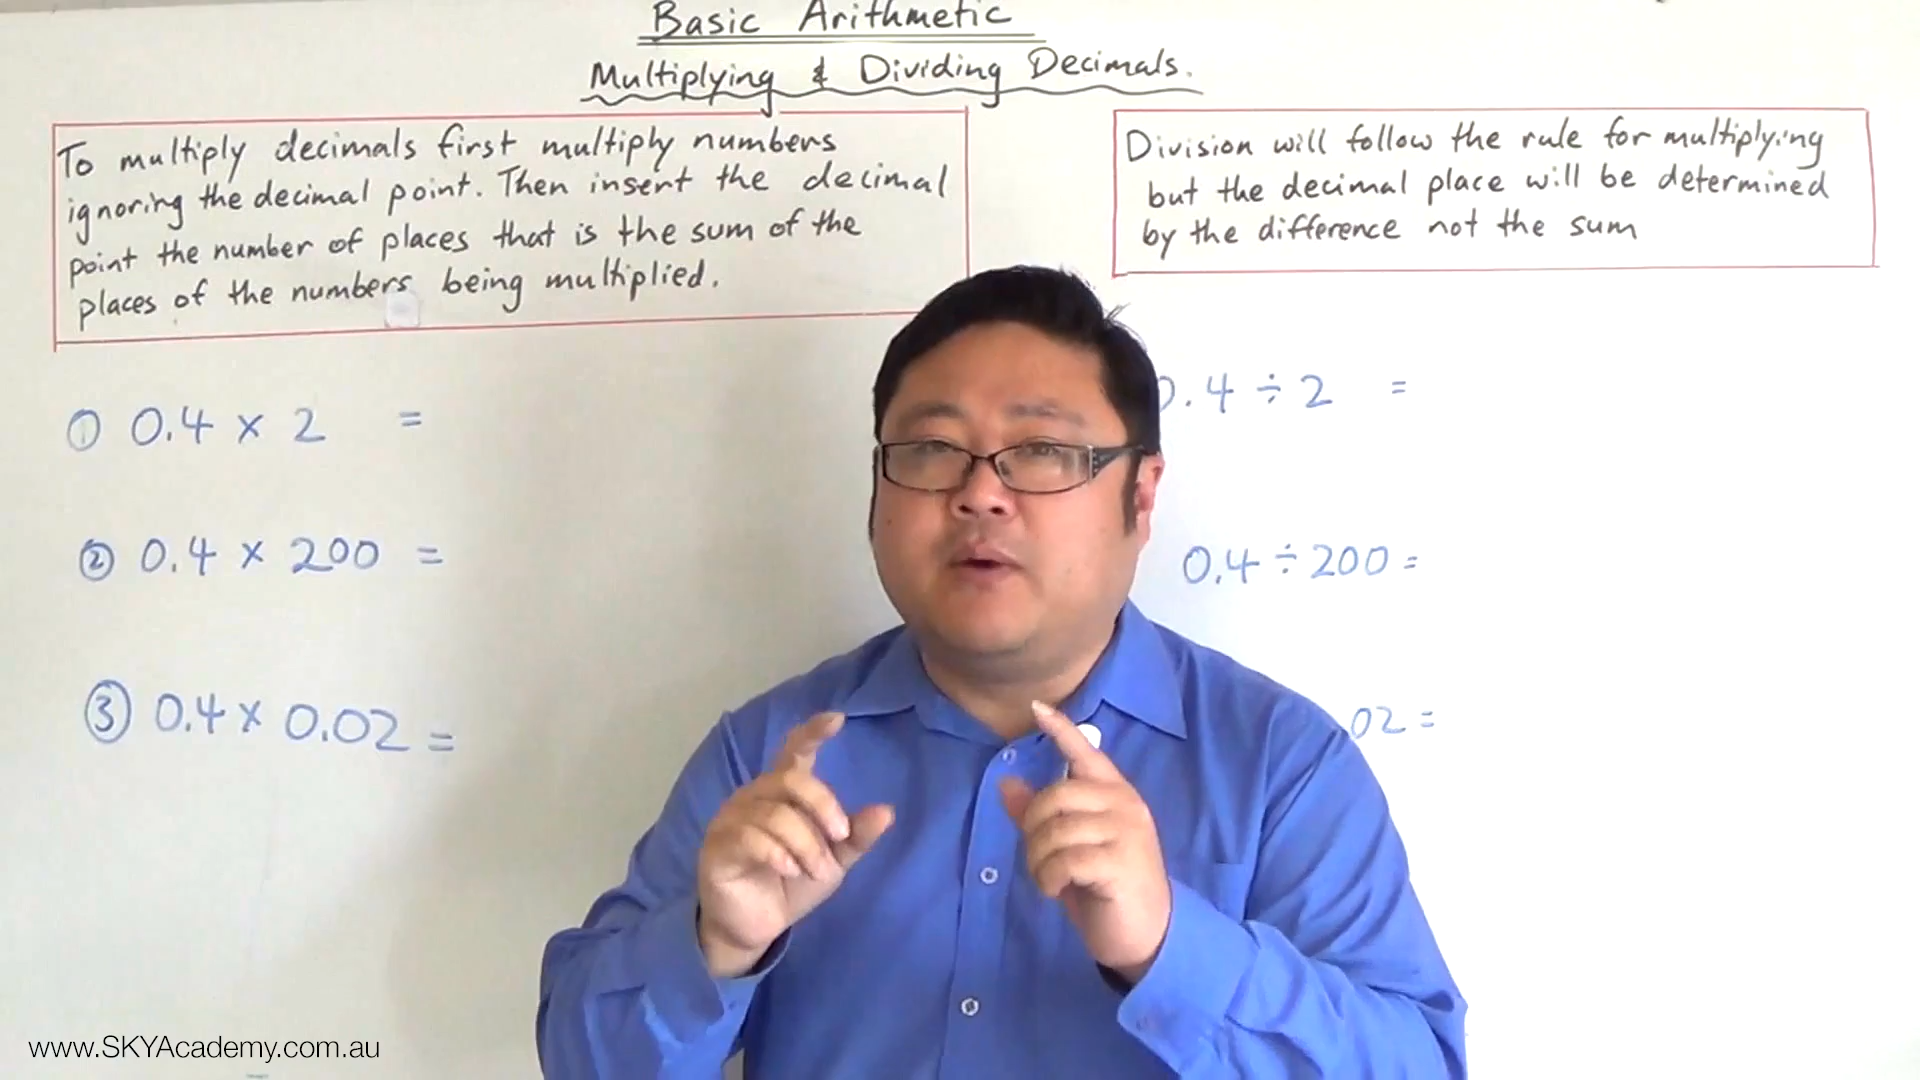 Basic Arithmetic
Multiplying & Dividing Decimals.
To multiply decimals first multiply numbers
ignoring the decimal point. Then insert the decimal
point the number of places that is the sum of the
places of the numbers being multiplied.
Division will follow the rule for multiplying
but the decimal place will be determined
by the difference not the sum
① 0.4 × 2 =
0.4 ÷ 2 =
② 0.4 × 200 =
0.4 ÷ 200 =
③ 0.4 × 0.02 =
02 =
www.SKYAcademy.com.au